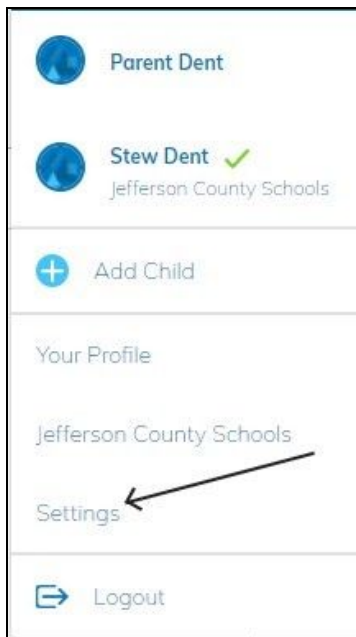 Parent Dent
Stew Dent
Jefferson County Schools
Add Child
Your Profile
Jefferson County Schools
Settings
Logout